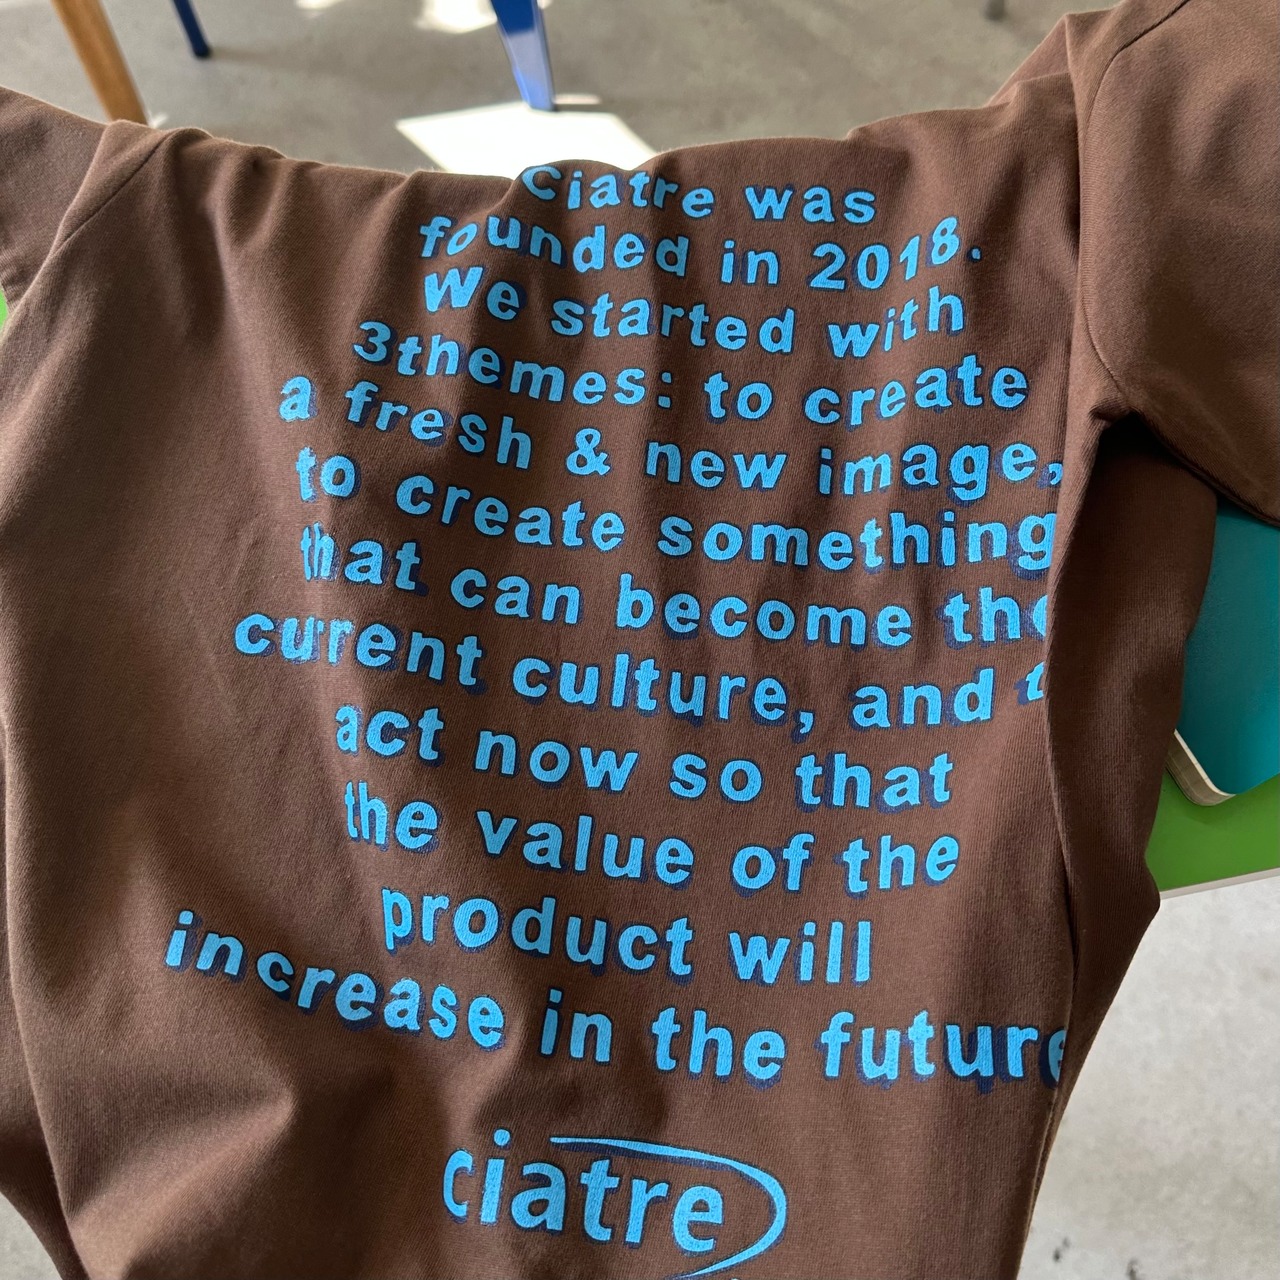 Ciatre was
founded in 2018.
We started with
3themes: to create
a fresh & new image,
to create something
that can become the
current culture, and t
act now so that
the value of the
product will
increase in the future
ciatre